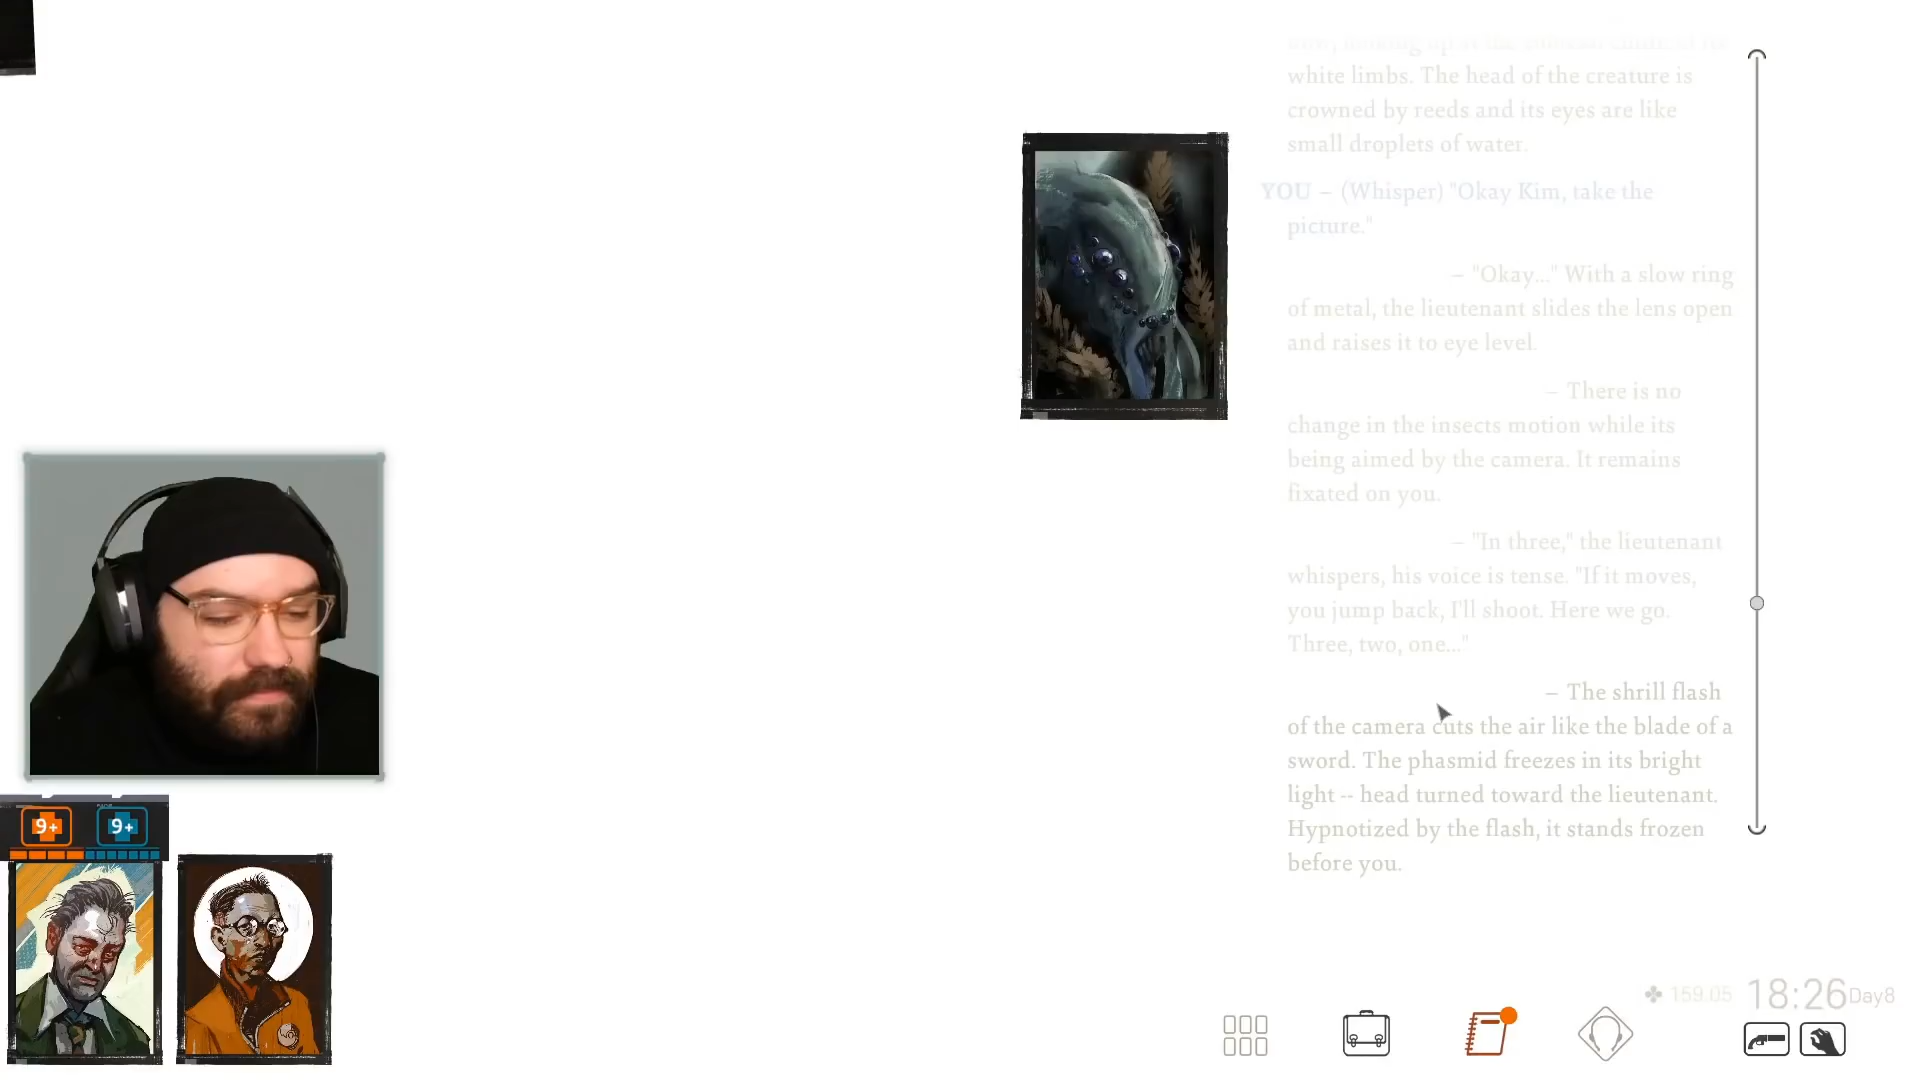 white limbs. The head of the creature is
crowned by reeds and its eyes are like
small droplets of water.
YOU – (Whisper) "Okay Kim, take the
picture."
– "Okay..." With a slow ring
of metal, the lieutenant slides the lens open
and raises it to eye level.
– There is no
change in the insects motion while its
being aimed by the camera. It remains
fixated on you.
– "In three," the lieutenant
whispers, his voice is tense. "If it moves,
you jump back, I'll shoot. Here we go.
Three, two, one..."
– The shrill flash
of the camera cuts the air like the blade of a
sword. The phasmid freezes in its bright
light -- head turned toward the lieutenant.
Hypnotized by the flash, it stands frozen
before you.
9+ 9+
159.05 18:26 Day8